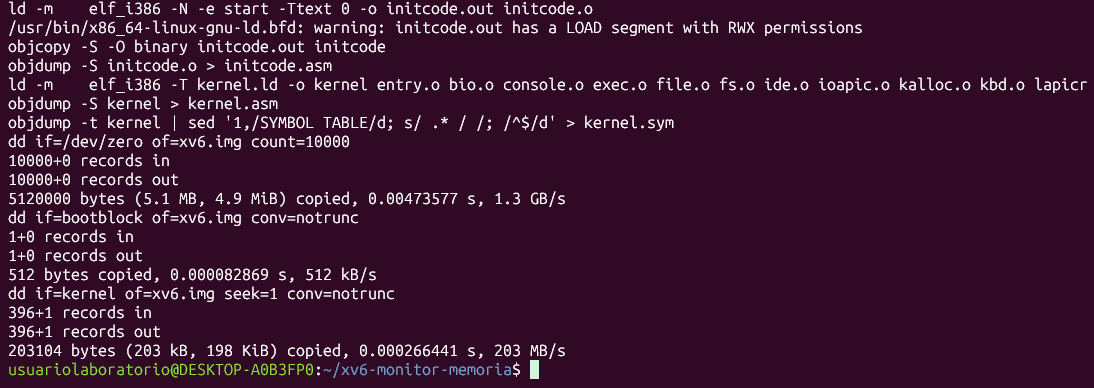 ld -m    elf_i386 -N -e start -Ttext 0 -o initcode.out initcode.o
/usr/bin/x86_64-linux-gnu-ld.bfd: warning: initcode.out has a LOAD segment with RWX permissions
objcopy -S -O binary initcode.out initcode
objdump -S initcode.o > initcode.asm
ld -m    elf_i386 -T kernel.ld -o kernel entry.o bio.o console.o exec.o file.o fs.o ide.o ioapic.o kalloc.o kbd.o lapicr
objdump -S kernel > kernel.asm
objdump -t kernel | sed '1,/SYMBOL TABLE/d; s/ .* / /; /^$/d' > kernel.sym
dd if=/dev/zero of=xv6.img count=10000
10000+0 records in
10000+0 records out
5120000 bytes (5.1 MB, 4.9 MiB) copied, 0.00473577 s, 1.3 GB/s
dd if=bootblock of=xv6.img conv=notrunc
1+0 records in
1+0 records out
512 bytes copied, 0.000082869 s, 512 kB/s
dd if=kernel of=xv6.img seek=1 conv=notrunc
396+1 records in
396+1 records out
203104 bytes (203 kB, 198 KiB) copied, 0.000266441 s, 203 MB/s
usuariolaboratorio@DESKTOP-A0B3FP0:~/xv6-monitor-memoria$